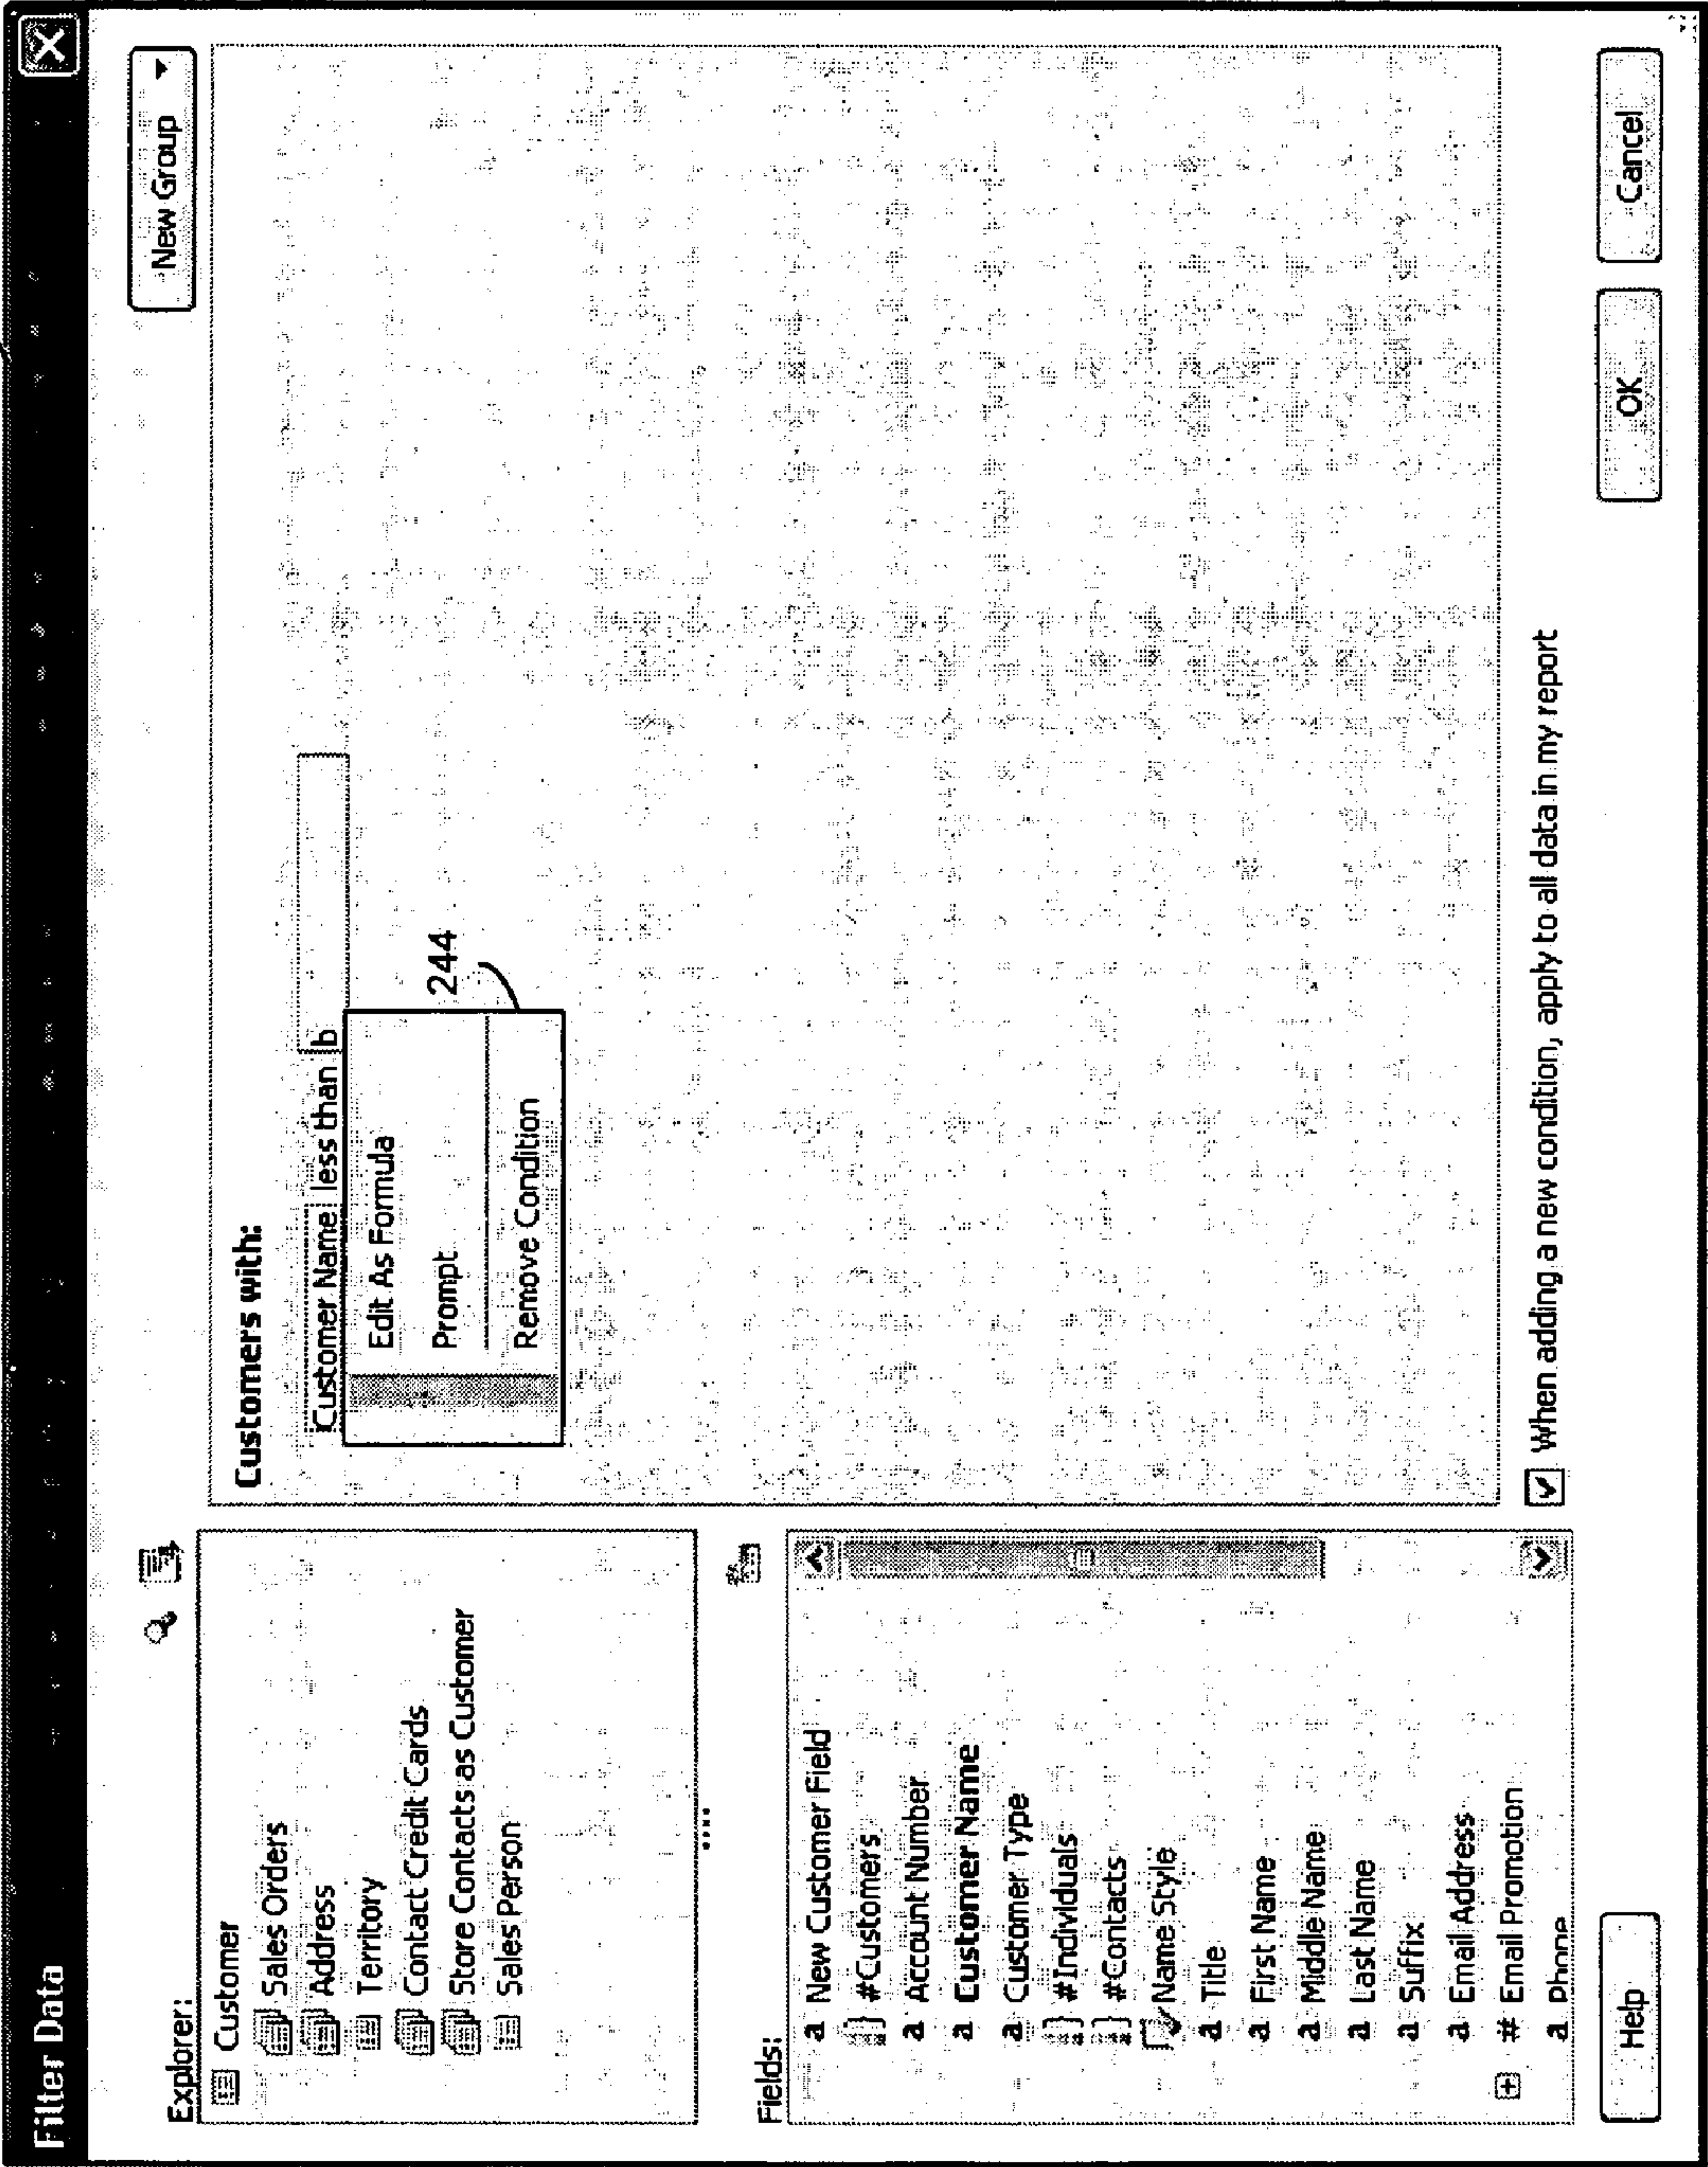 Filter Data
New Group
Explorer:
Customer
Sales Orders
Address
Territory
Contact Credit Cards
Store Contacts as Customer
Sales Person
Fields:
New Customer Field
#Customers
a Account Number
a Customer Name
a Customer Type
#Individuals
#Contacts
Name Style
a Title
a First Name
a Middle Name
a Last Name
a Suffix
a Email Address
# Email Promotion
a Phone
Customers with:
Customer Name less than b
Edit As Formula
Prompt
Remove Condition
244
When adding a new condition, apply to all data in my report
Help
OK
Cancel